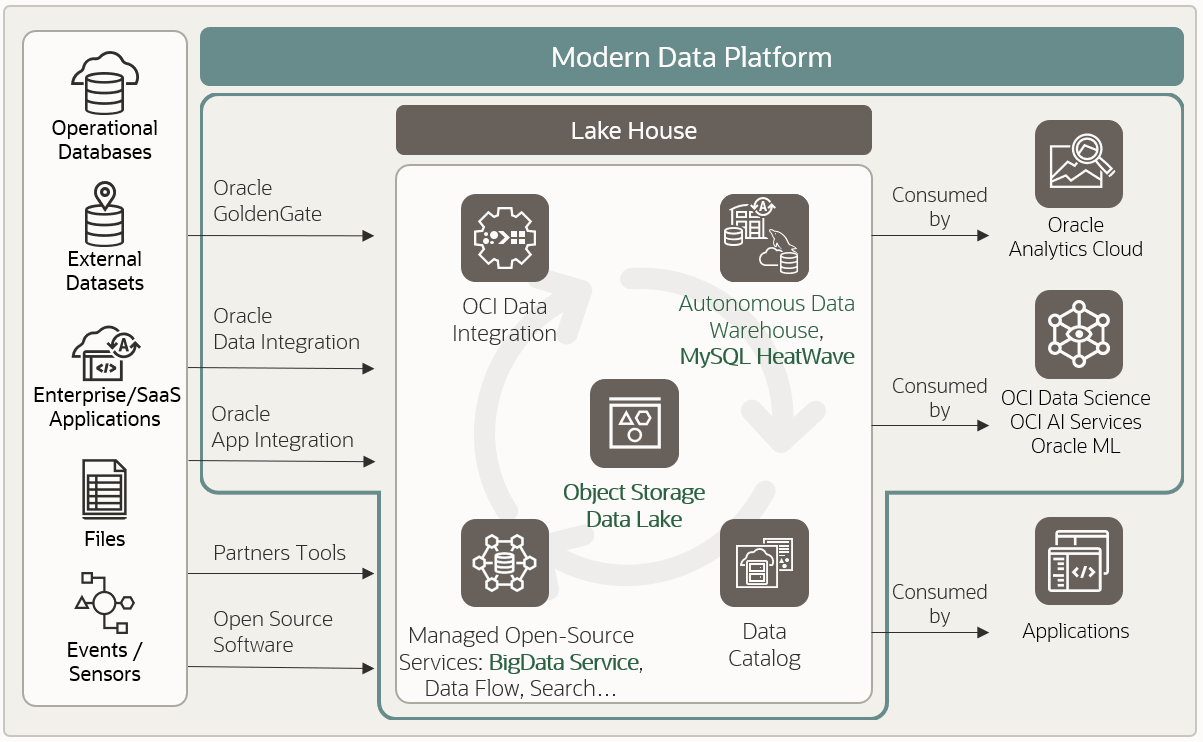 Modern Data Platform
Operational
Databases
External
Datasets
Enterprise/SaaS
Applications
Files
Events /
Sensors
Oracle
GoldenGate
Oracle
Data Integration
Oracle
App Integration
Partners Tools
Open Source
Software
Lake House
OCI Data
Integration
A
Autonomous Data
Warehouse,
MySQL HeatWave
Object Storage
Data Lake
Managed Open-Source
Services: BigData Service,
Data Flow, Search...
Data
Catalog
Consumed
by
Oracle
Analytics Cloud
Consumed
by
OCI Data Science
OCI AI Services
Oracle ML
Consumed
by
Applications
A
</>
</>